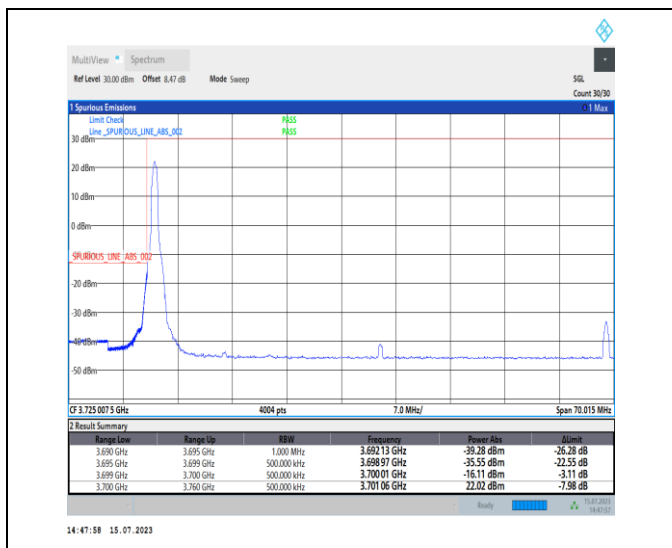 MultiView Spectrum
Ref Level 30.00 dBm Offset 8.47 dB Mode Sweep SGL
Count 30/30
1 Spurious Emissions 1 Max
Limit Check PASS
Line _SPURIOUS_LINE_ABS_002 PASS
30 dBm
20 dBm
10 dBm
0 dBm
SPURIOUS_LINE_ABS_002
-20 dBm
-30 dBm
-40 dBm
-50 dBm
CF 3.725 007 5 GHz 4004 pts 7.0 MHz/ Span 70.015 MHz
2 Result Summary
Range Low Range Up RBW Frequency Power Abs ΔLimit
3.690 GHz 3.695 GHz 1.000 MHz 3.692 13 GHz -39.28 dBm -26.28 dB
3.695 GHz 3.699 GHz 500.000 kHz 3.698 97 GHz -35.55 dBm -22.55 dB
3.699 GHz 3.700 GHz 500.000 kHz 3.700 01 GHz -16.11 dBm -3.11 dB
3.700 GHz 3.760 GHz 500.000 kHz 3.701 06 GHz 22.02 dBm -7.98 dB
Ready 15.07.2023
14:47:57
14:47:58 15.07.2023